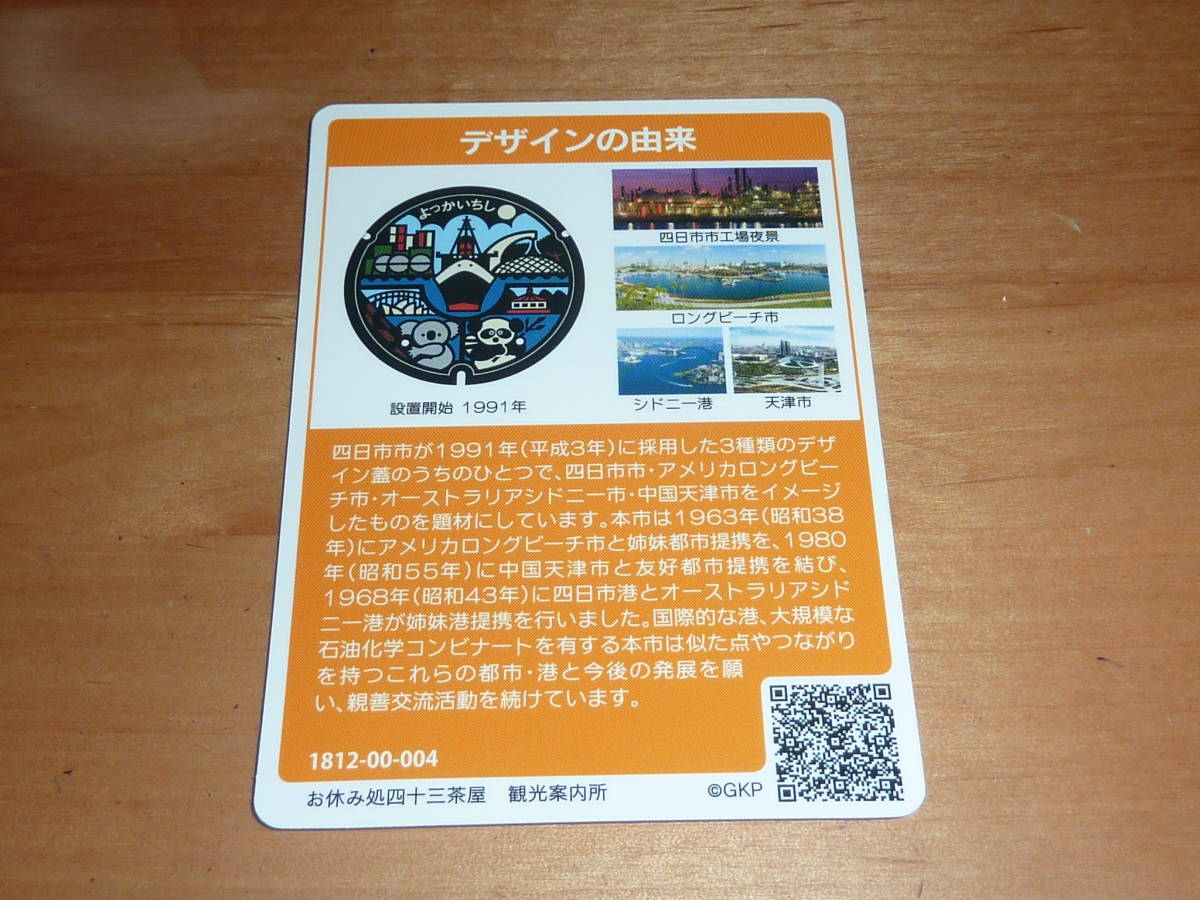 デザインの由来
よっかいちし
設置開始 1991年
四日市市工場夜景
ロングビーチ市
シドニー港
天津市
四日市市が1991年(平成3年)に採用した3種類のデザ
イン蓋のうちのひとつで、四日市市・アメリカロングビー
チ市・オーストラリアシドニー市・中国天津市をイメージ
したものを題材にしています。本市は1963年(昭和38
年)にアメリカロングビーチ市と姉妹都市提携を、1980
年(昭和55年)に中国天津市と友好都市提携を結び、
1968年(昭和43年)に四日市港とオーストラリアシド
ニー港が姉妹港提携を行いました。国際的な港、大規模な
石油化学コンビナートを有する本市は似た点やつながり
を持つこれらの都市・港と今後の発展を願
い、親善交流活動を続けています。
1812-00-004
お休み処四十三茶屋　観光案内所
©GKP